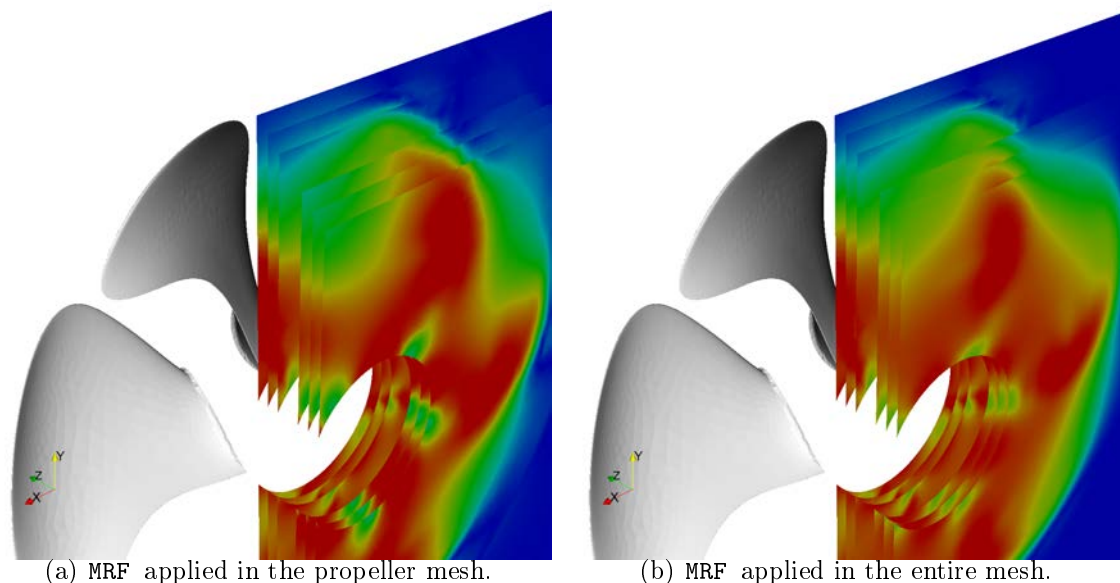 Y
Z
X
Y
Z
X
(a) MRF applied in the propeller mesh.
(b) MRF applied in the entire mesh.